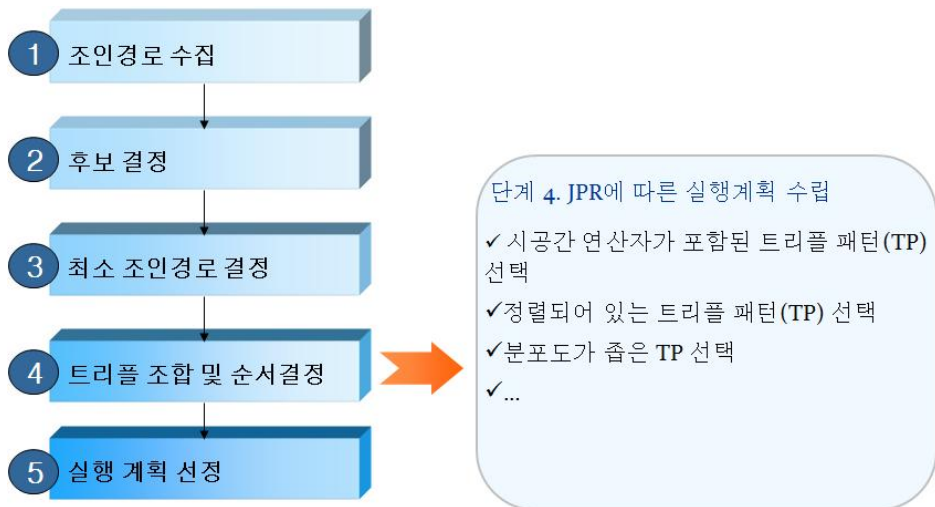 1 조인경로 수집
2 후보 결정
3 최소 조인경로 결정
4 트리플 조합 및 순서결정
5 실행 계획 선정
단계 4. JPR에 따른 실행계획 수립
✓ 시공간 연산자가 포함된 트리플 패턴(TP)
선택
✓정렬되어 있는 트리플 패턴(TP) 선택
✓분포도가 좁은 TP 선택
✓...